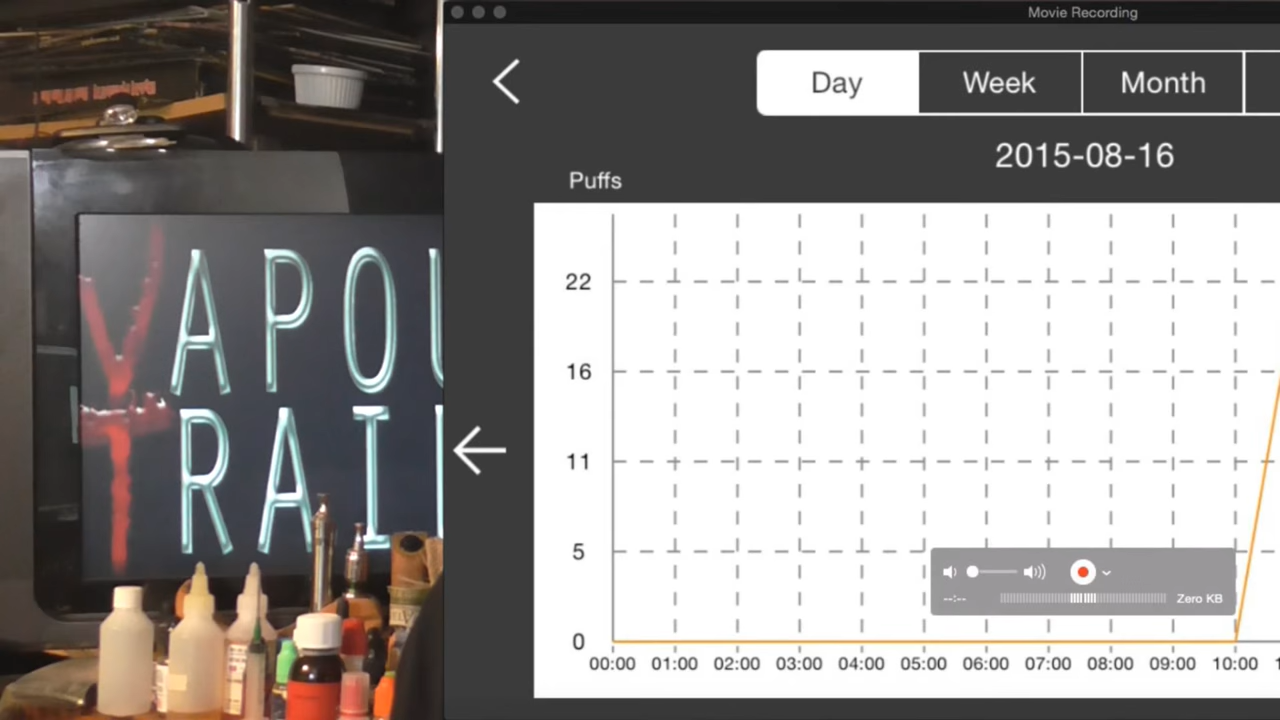 Movie Recording
Day Week Month
2015-08-16
Puffs
22
16
11
5
0
00:00 01:00 02:00 03:00 04:00 05:00 06:00 07:00 08:00 09:00 10:00
--:-- Zero KB
VAPOU
TRAIL